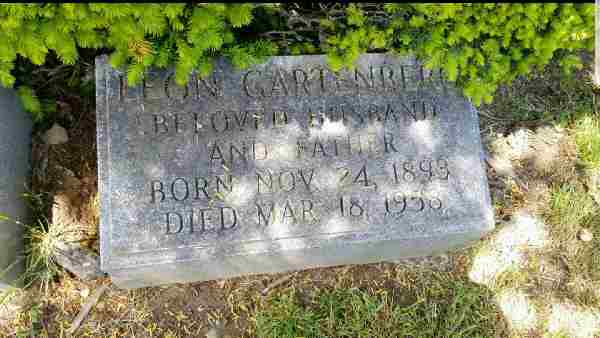 LEON GARTENBERG
BELOVED HUSBAND
AND FATHER
BORN NOV. 24, 1893
DIED MAR. 18, 1958